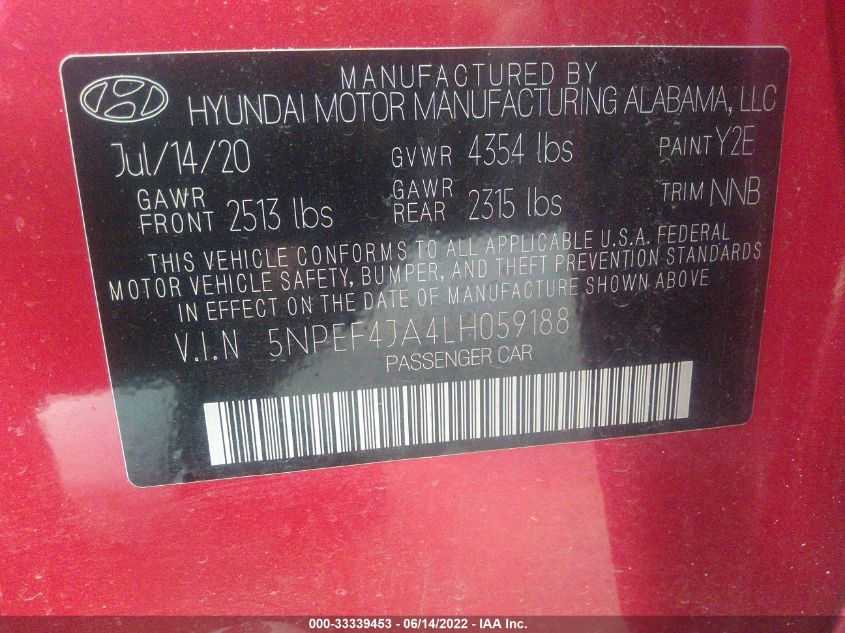 MANUFACTURED BY
HYUNDAI MOTOR MANUFACTURING ALABAMA, LLC
Jul/14/20 GVWR 4354 lbs PAINT Y2E
GAWR FRONT 2513 lbs GAWR REAR 2315 lbs TRIM NNB
THIS VEHICLE CONFORMS TO ALL APPLICABLE U.S.A. FEDERAL
MOTOR VEHICLE SAFETY, BUMPER, AND THEFT PREVENTION STANDARDS
IN EFFECT ON THE DATE OF MANUFACTURE SHOWN ABOVE
V.I.N 5NPEF4JA4LH059188
PASSENGER CAR
000-33339453 - 06/14/2022 - IAA Inc.